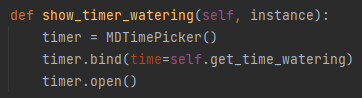 def show_timer_watering(self, instance):
    timer = MDTimePicker()
    timer.bind(time=self.get_time_watering)
    timer.open()